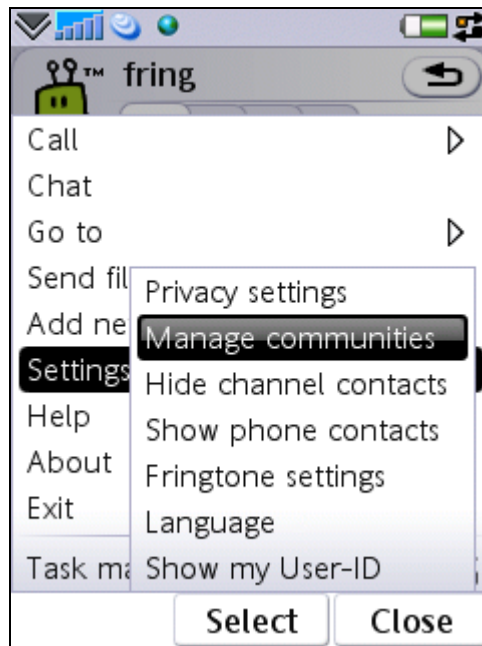 ™ fring
Call
Chat
Go to
Send fil
Add ne
Settings
Help
About
Exit
Task ma
Privacy settings
Manage communities
Hide channel contacts
Show phone contacts
Fringtone settings
Language
Show my User-ID
Select Close